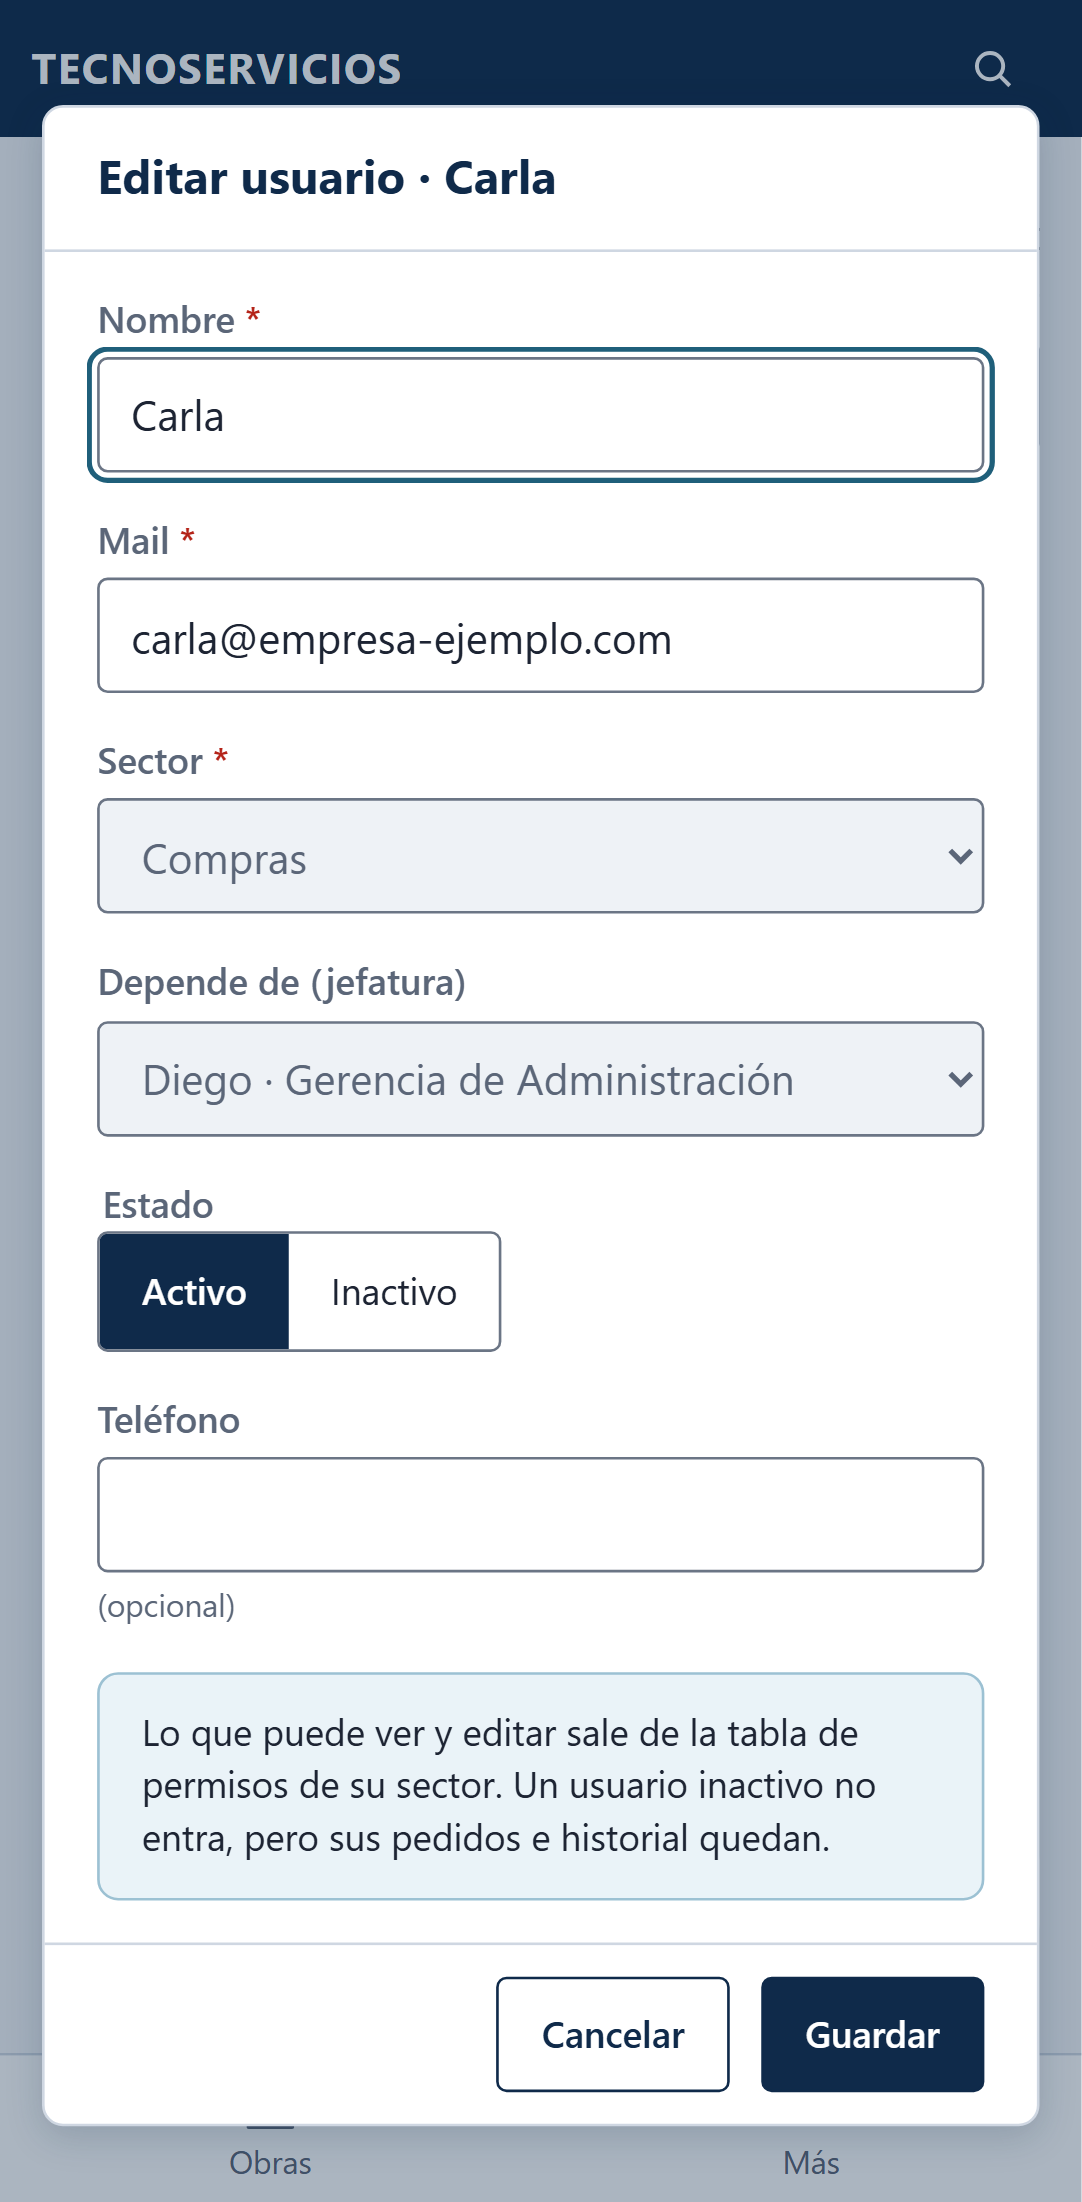 TECNOSERVICIOS
Editar usuario · Carla
Nombre *
Carla
Mail *
carla@empresa-ejemplo.com
Sector *
Compras
Depende de (jefatura)
Diego · Gerencia de Administración
Estado
Activo Inactivo
Teléfono
(opcional)
Lo que puede ver y editar sale de la tabla de
permisos de su sector. Un usuario inactivo no
entra, pero sus pedidos e historial quedan.
Cancelar Guardar
Obras Más